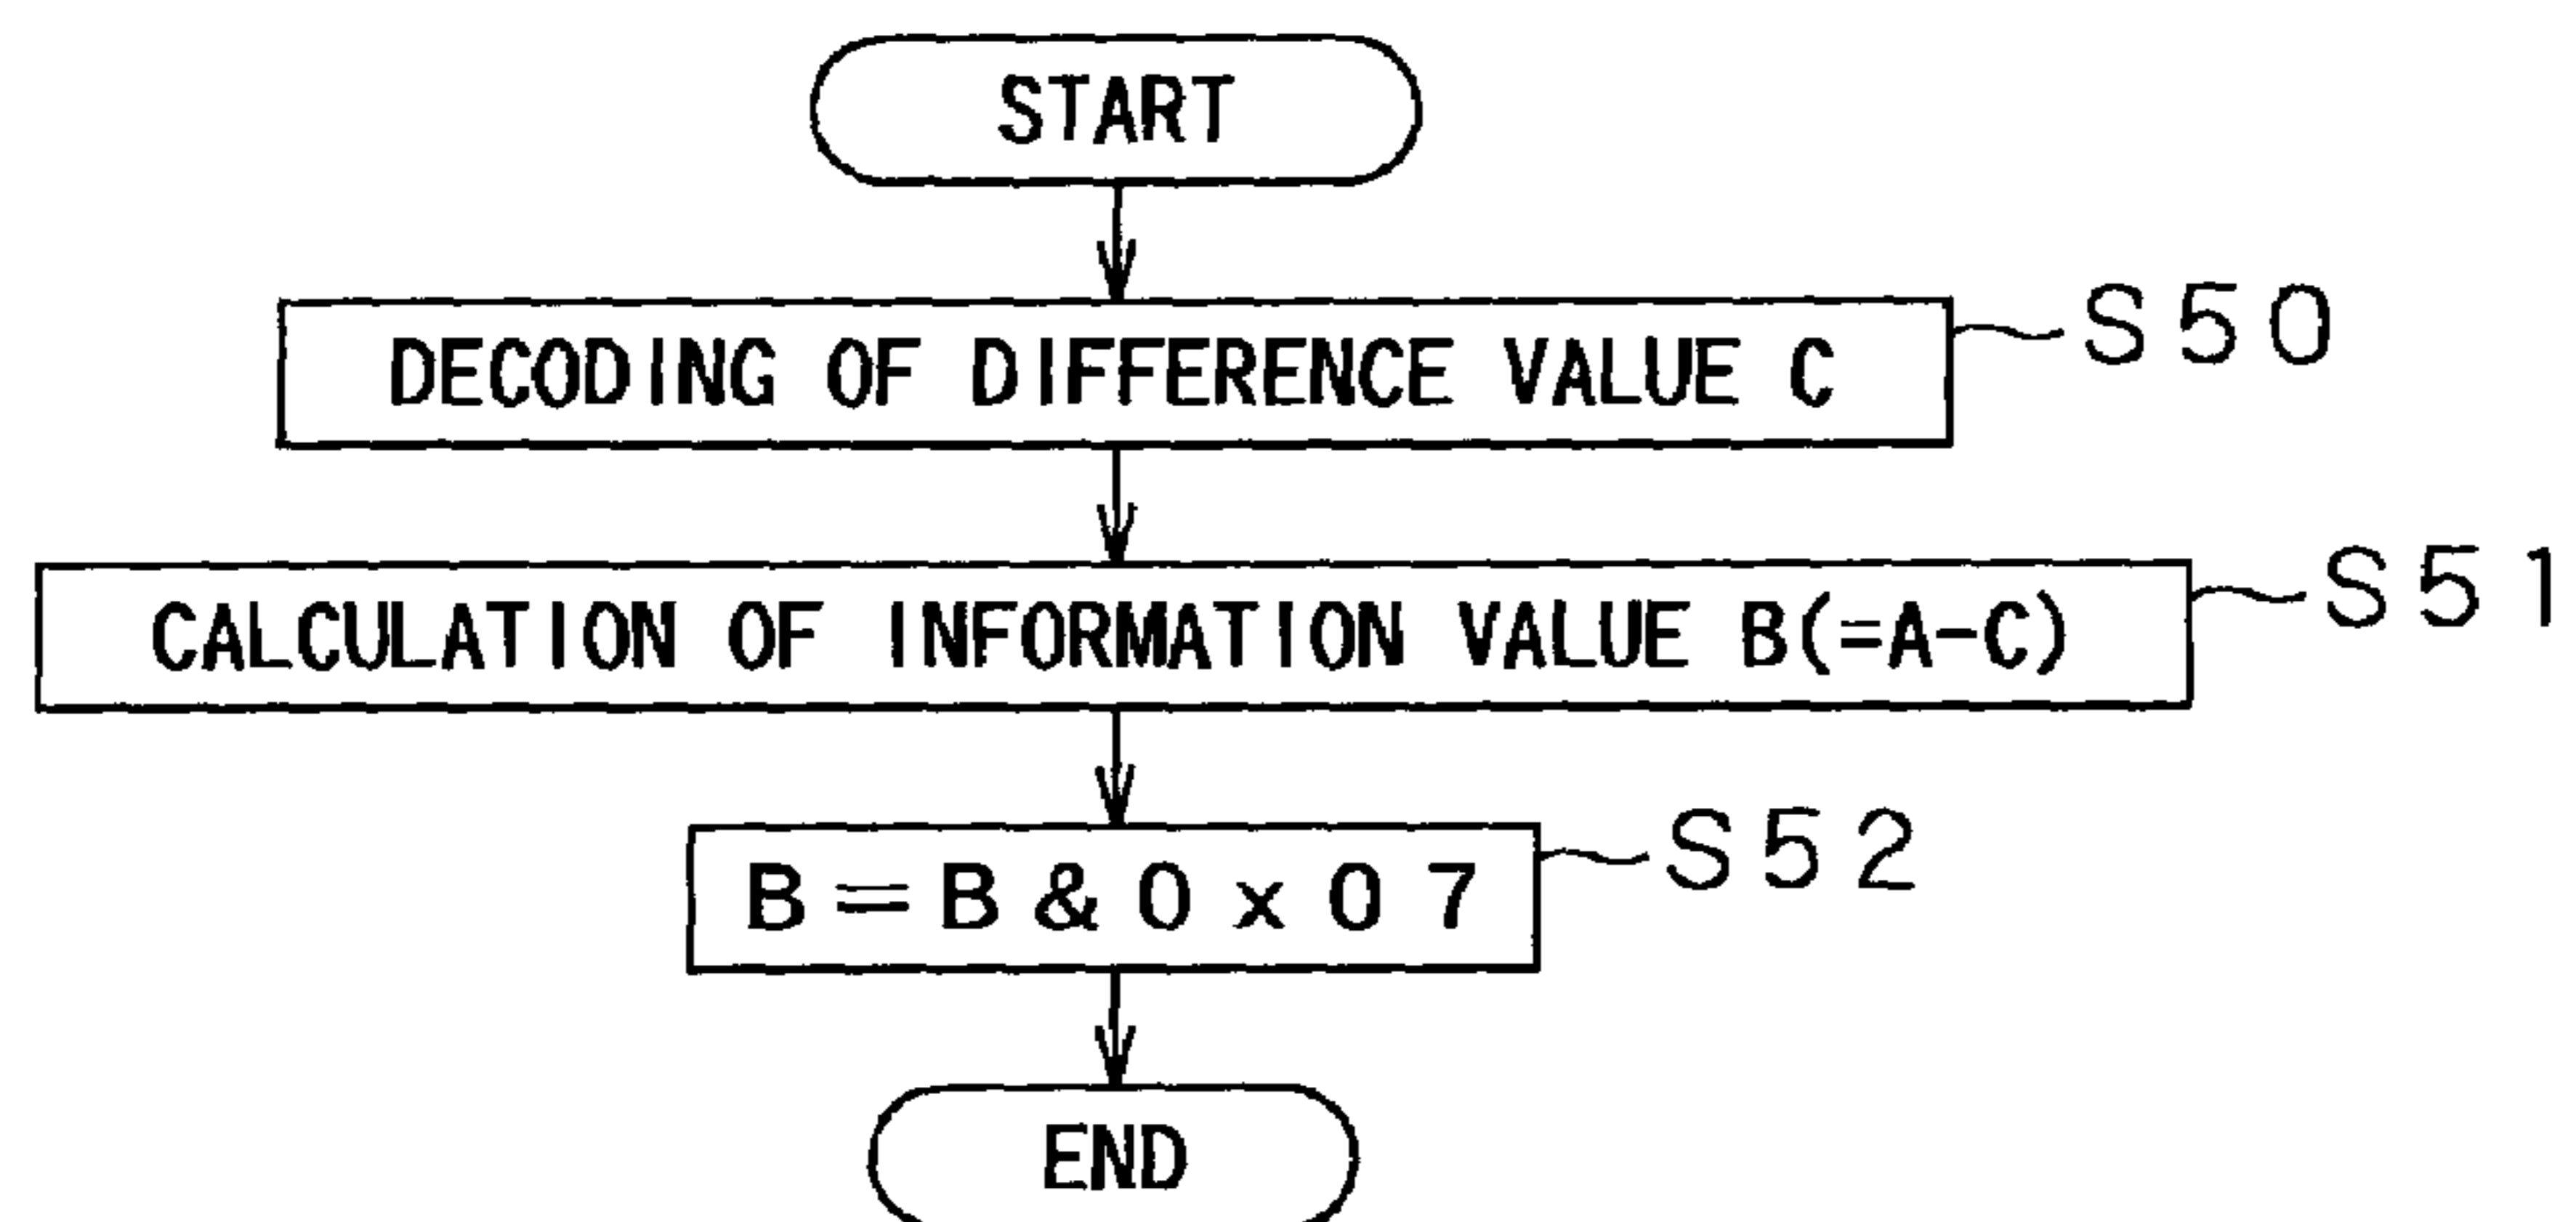 START
DECODING OF DIFFERENCE VALUE C
S50
CALCULATION OF INFORMATION VALUE B(=A-C)
S51
B=B&0x07
S52
END